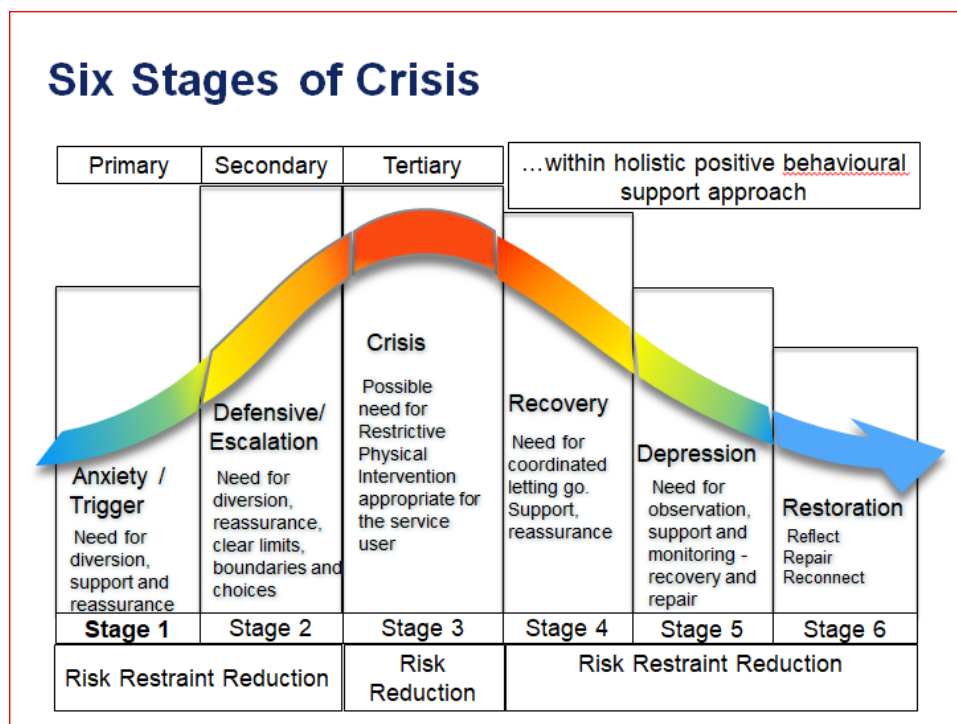 Six Stages of Crisis
Primary
Secondary
Tertiary
...within holistic positive behavioural
support approach
Anxiety /
Trigger
Need for
diversion,
support and
reassurance
Defensive/
Escalation
Need for
diversion,
reassurance,
clear limits,
boundaries and
choices
Crisis
Possible
need for
Restrictive
Physical
Intervention
appropriate for
the service
user
Recovery
Need for
coordinated
letting go.
Support,
reassurance
Depression
Need for
observation,
support and
monitoring -
recovery and
repair
Restoration
Reflect
Repair
Reconnect
Stage 1
Stage 2
Stage 3
Stage 4
Stage 5
Stage 6
Risk Restraint Reduction
Risk
Reduction
Risk Restraint Reduction